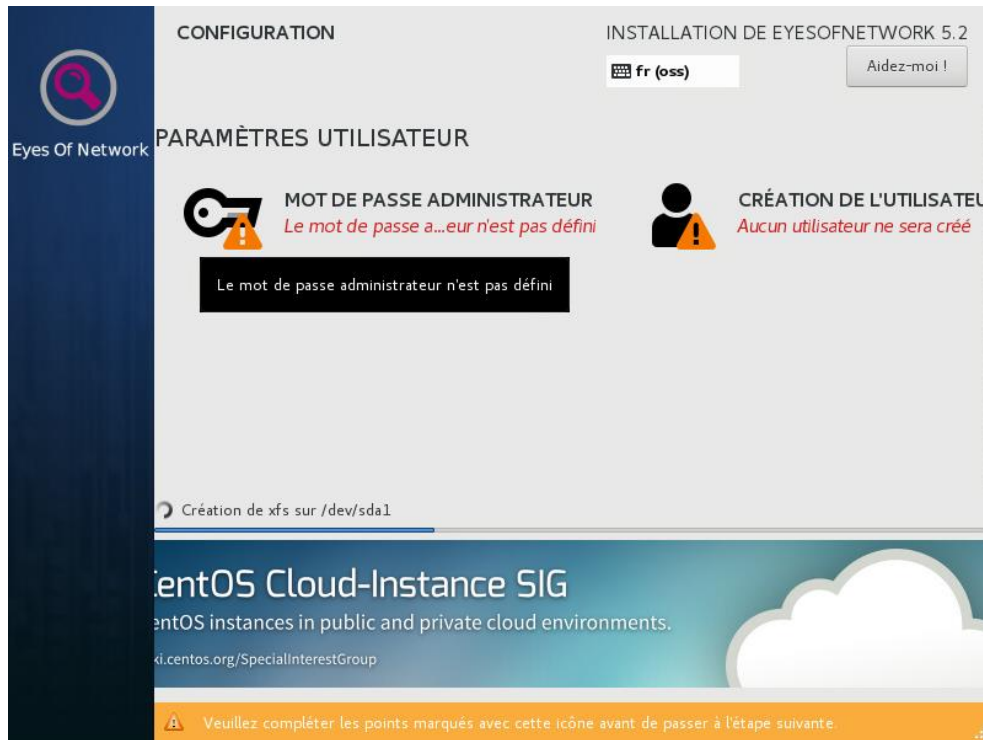 CONFIGURATION
INSTALLATION DE EYESOFNETWORK 5.2
fr (oss)
Aidez-moi !
Eyes Of Network
PARAMÈTRES UTILISATEUR
MOT DE PASSE ADMINISTRATEUR
Le mot de passe a...eur n'est pas défini
CRÉATION DE L'UTILISATEU
Aucun utilisateur ne sera créé
Le mot de passe administrateur n'est pas défini
Création de xfs sur /dev/sda1
entOS Cloud-Instance SIG
entOS instances in public and private cloud environments.
ki.centos.org/SpecialInterestGroup
Veuillez compléter les points marqués avec cette icône avant de passer à l'étape suivante.